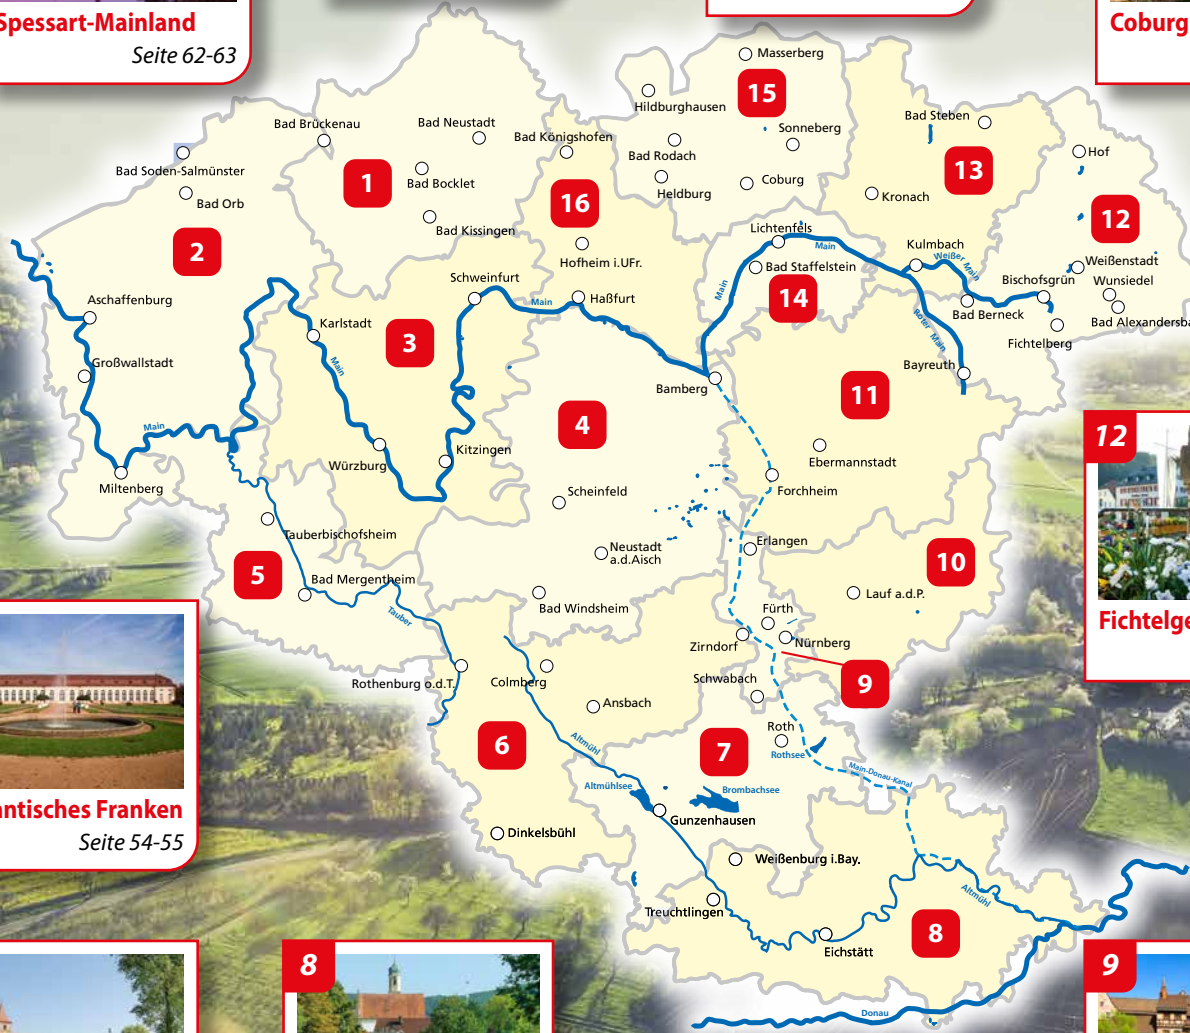 Spessart-Mainland
Seite 62-63
Coburg
Masserberg
15
Hildburghausen
Bad Steben
Bad Brückenau
Bad Neustadt
Bad Königshofen
Sonneberg
Hof
Bad Rodach
13
Bad Soden-Salmünster
1
Bad Bocklet
Heldburg
Coburg
Bad Orb
16
Kronach
12
Bad Kissingen
Lichtenfels
2
Main
Kulmbach
Hofheim i.UFr.
Weißer Main
Weißenstadt
Schweinfurt
Bad Staffelstein
Bischofsgrün
Wunsiedel
Aschaffenburg
Main
Haßfurt
Main
14
Bad Berneck
Karlstadt
Roter Main
Fichtelberg
3
Großwallstadt
Main
Bayreuth
Bamberg
11
4
12
Main
Kitzingen
Würzburg
Ebermannstadt
Miltenberg
Scheinfeld
Forchheim
Tauberbischofsheim
Erlangen
Neustadt
a.d.Aisch
10
5
Bad Mergentheim
Lauf a.d.P.
Bad Windsheim
Fürth
Tauber
Zirndorf
Nürnberg
Rothenburg o.d.T.
Colmberg
Schwabach
9
Ansbach
Roth
6
Altmühl
7
Rothsee
Main-Donau-Kanal
Altmühlsee
Brombachsee
Gunzenhausen
Seite 54-55
Dinkelsbühl
Weißenburg i.Bay.
Altmühl
Treuchtlingen
8
Eichstätt
8
9
Donau